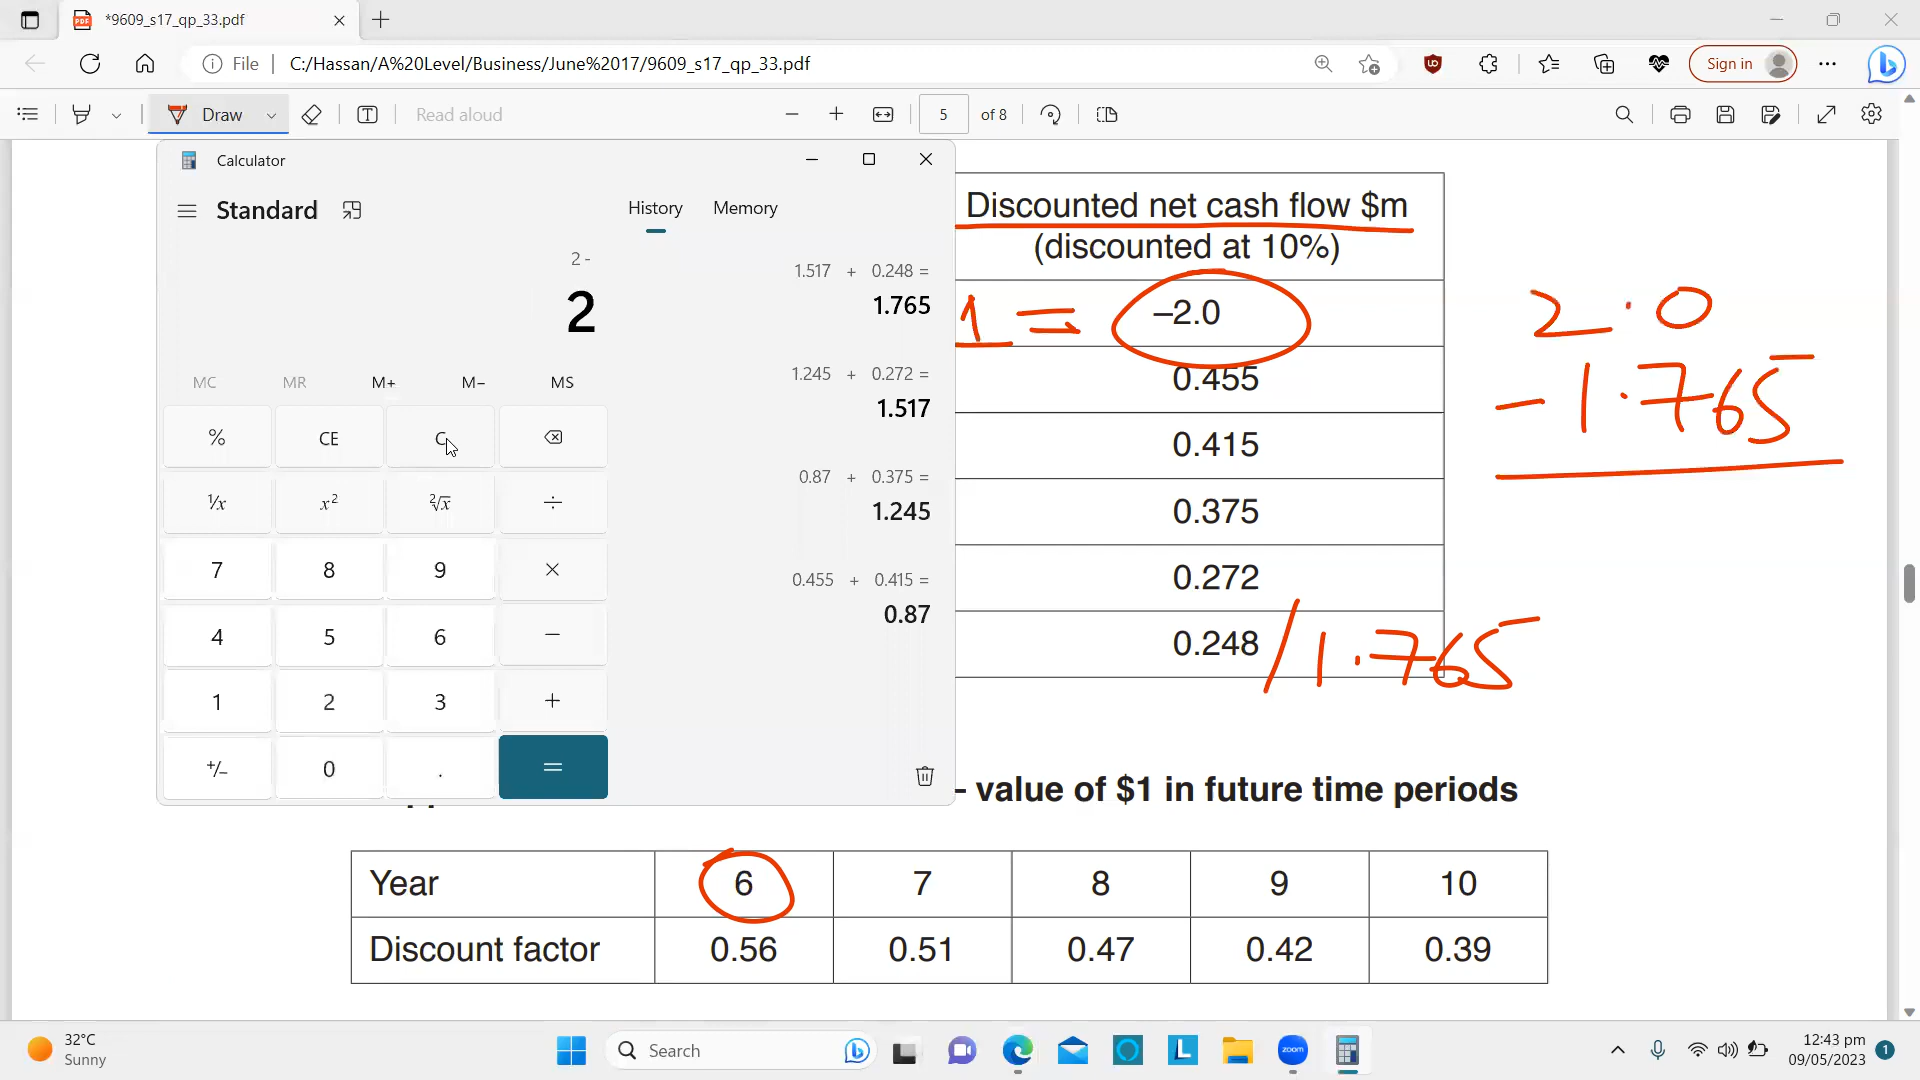 *9609_s17_qp_33.pdf
File
C:/Hassan/A%20Level/Business/June%2017/9609_s17_qp_33.pdf
Sign in
Draw
Read aloud
5 of 8
Calculator
Standard
History Memory
2 -
2
MC MR M+ M- MS
% CE C
¹/x x² ²√x ÷
7 8 9 ×
4 5 6 −
1 2 3 +
+/− 0 . =
1.517 + 0.248 =
1.765
1.245 + 0.272 =
1.517
0.87 + 0.375 =
1.245
0.455 + 0.415 =
0.87
Discounted net cash flow $m
(discounted at 10%)
1 = –2.0
0.455
0.415
0.375
0.272
0.248 / 1.765
2.0
- 1.765
– value of $1 in future time periods
Year 6 7 8 9 10
Discount factor 0.56 0.51 0.47 0.42 0.39
32°C
Sunny
Search
zoom
12:43 pm
09/05/2023
1